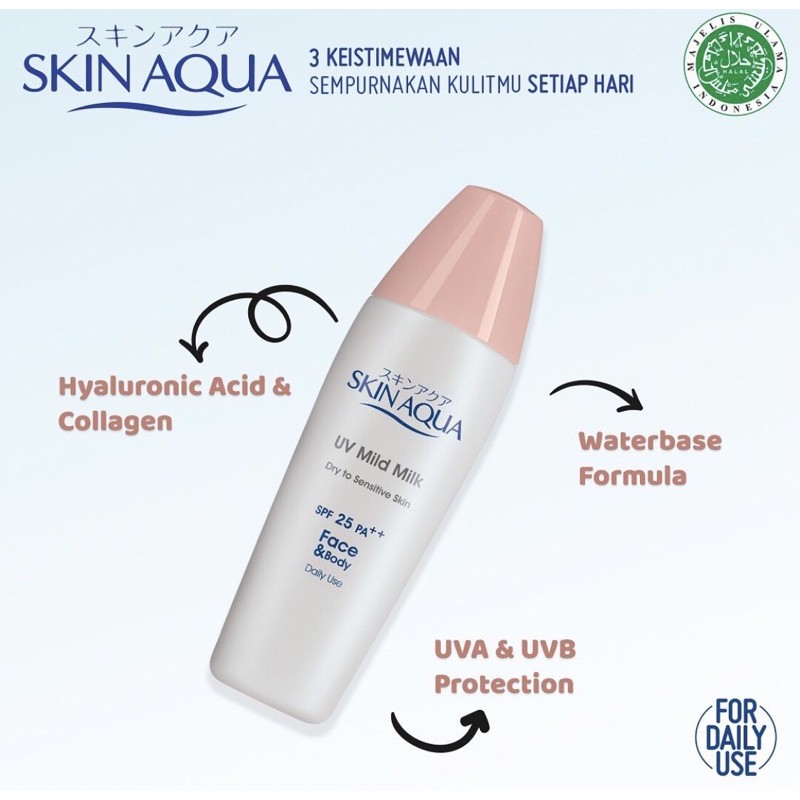 スキンアクア
SKIN AQUA
3 KEISTIMEWAAN
SEMPURNAKAN KULITMU SETIAP HARI
MAJELIS ULAMA INDONESIA
حلال
HALAL
Hyaluronic Acid &
Collagen
スキンアクア
SKIN AQUA
UV Mild Milk
Dry to Sensitive Skin
SPF 25 PA++
Face
&Body
Daily Use
Waterbase
Formula
UVA & UVB
Protection
FOR
DAILY
USE